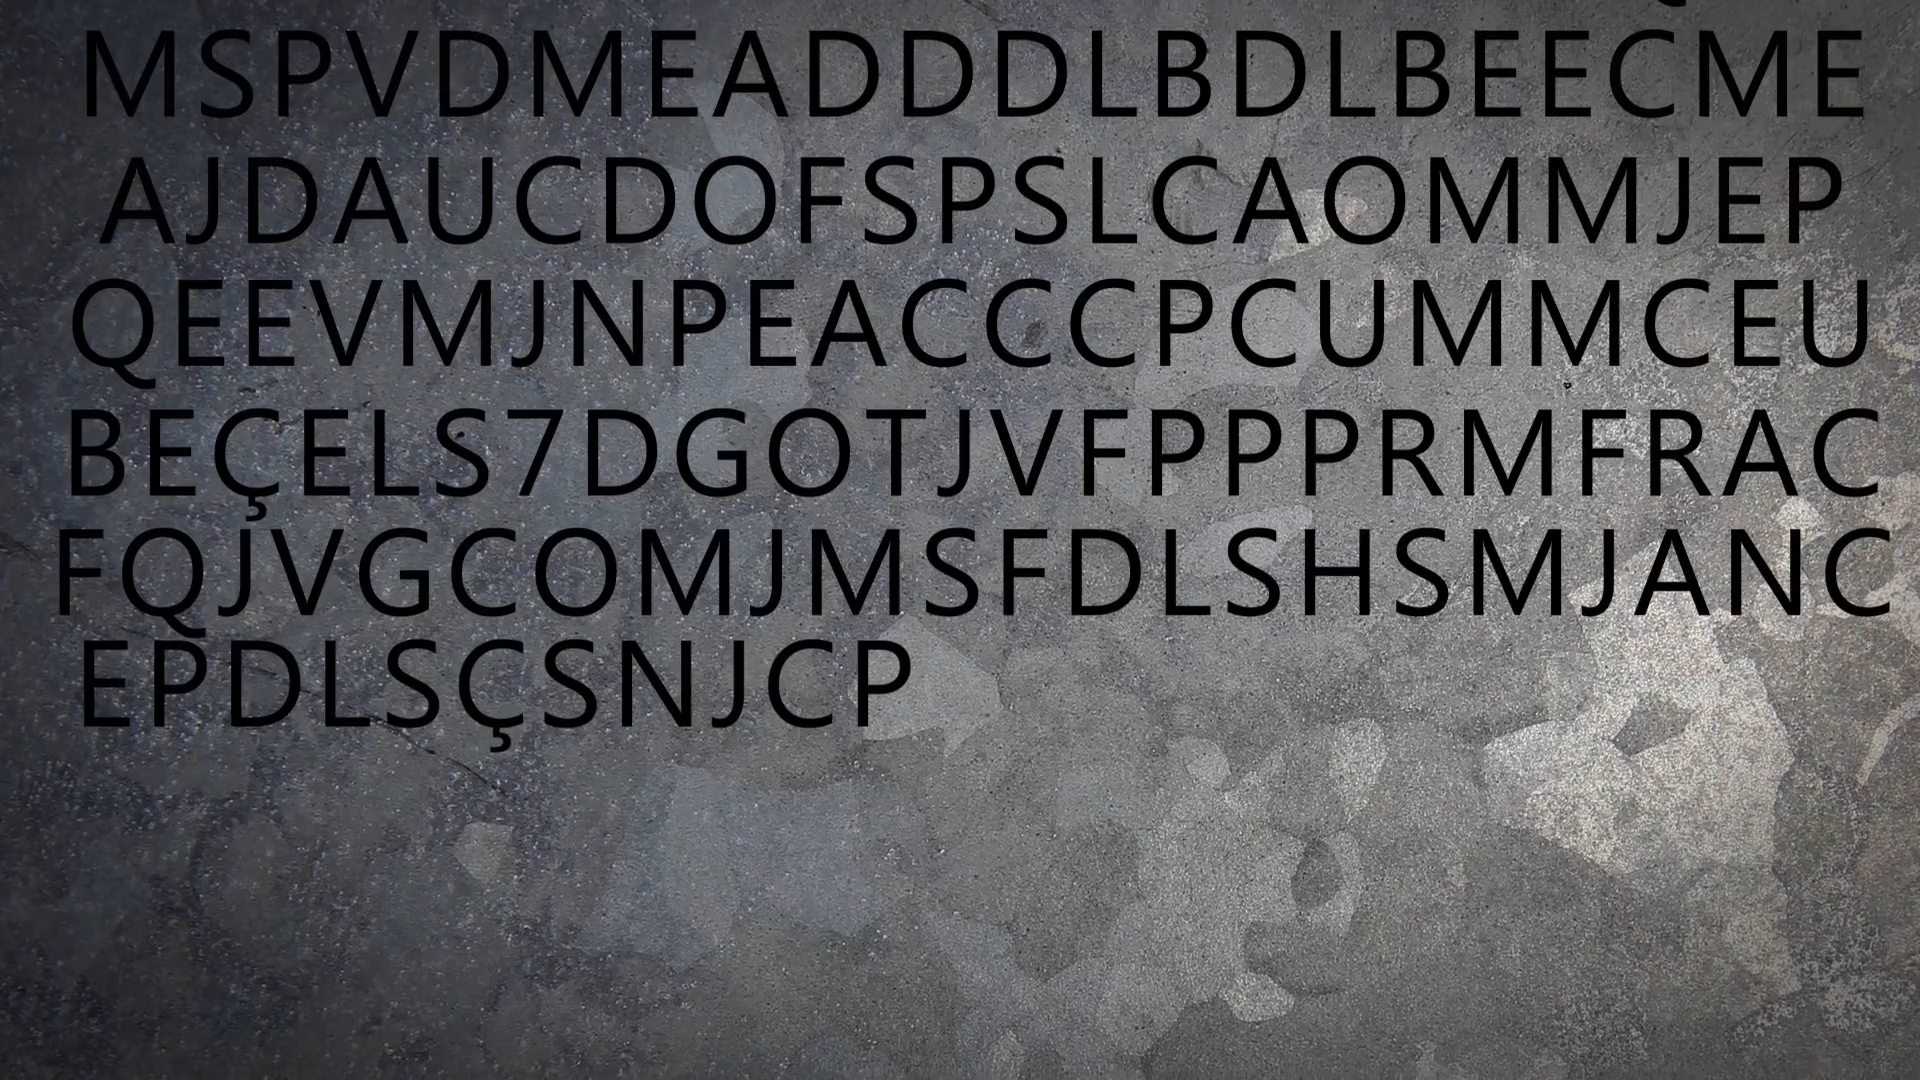 MSPVDMEADDDLBDLBEECME
AJDAUCDOFSPSLCAOMMJEP
QEEVMJNPEACCCPCUMMCEU
BEÇELS7DGOTJVFPPPRMFRAC
FQJVGCOMJMSFDLSHSMJANC
EPDLSÇSNJCP